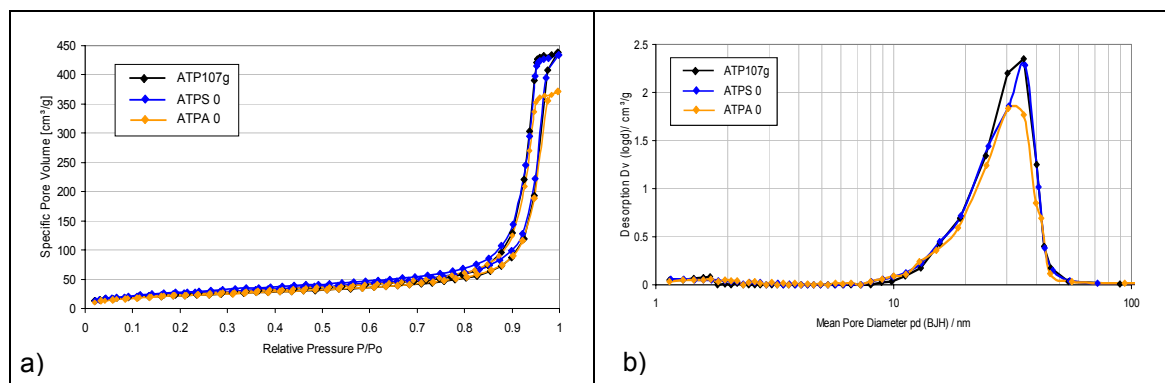 450
400
350
300
250
200
150
100
50
0
Specific Pore Volume [cm³/g]
ATP107g
ATPS 0
ATPA 0
0 0.1 0.2 0.3 0.4 0.5 0.6 0.7 0.8 0.9 1
Relative Pressure P/Po
a)
2.5
2
1.5
1
0.5
0
Desorption Dv (logd)/ cm³/g
ATP107g
ATPS 0
ATPA 0
1 10 100
Mean Pore Diameter pd (BJH) / nm
b)